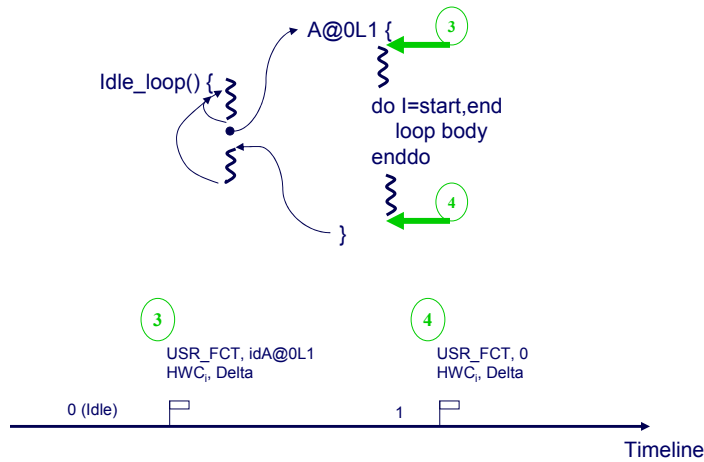 A@0L1 {
3
Idle_loop() {
do I=start,end
loop body
enddo
4
}
3
4
USR_FCT, idA@0L1
HWCi, Delta
USR_FCT, 0
HWCi, Delta
0 (Idle)
1
Timeline